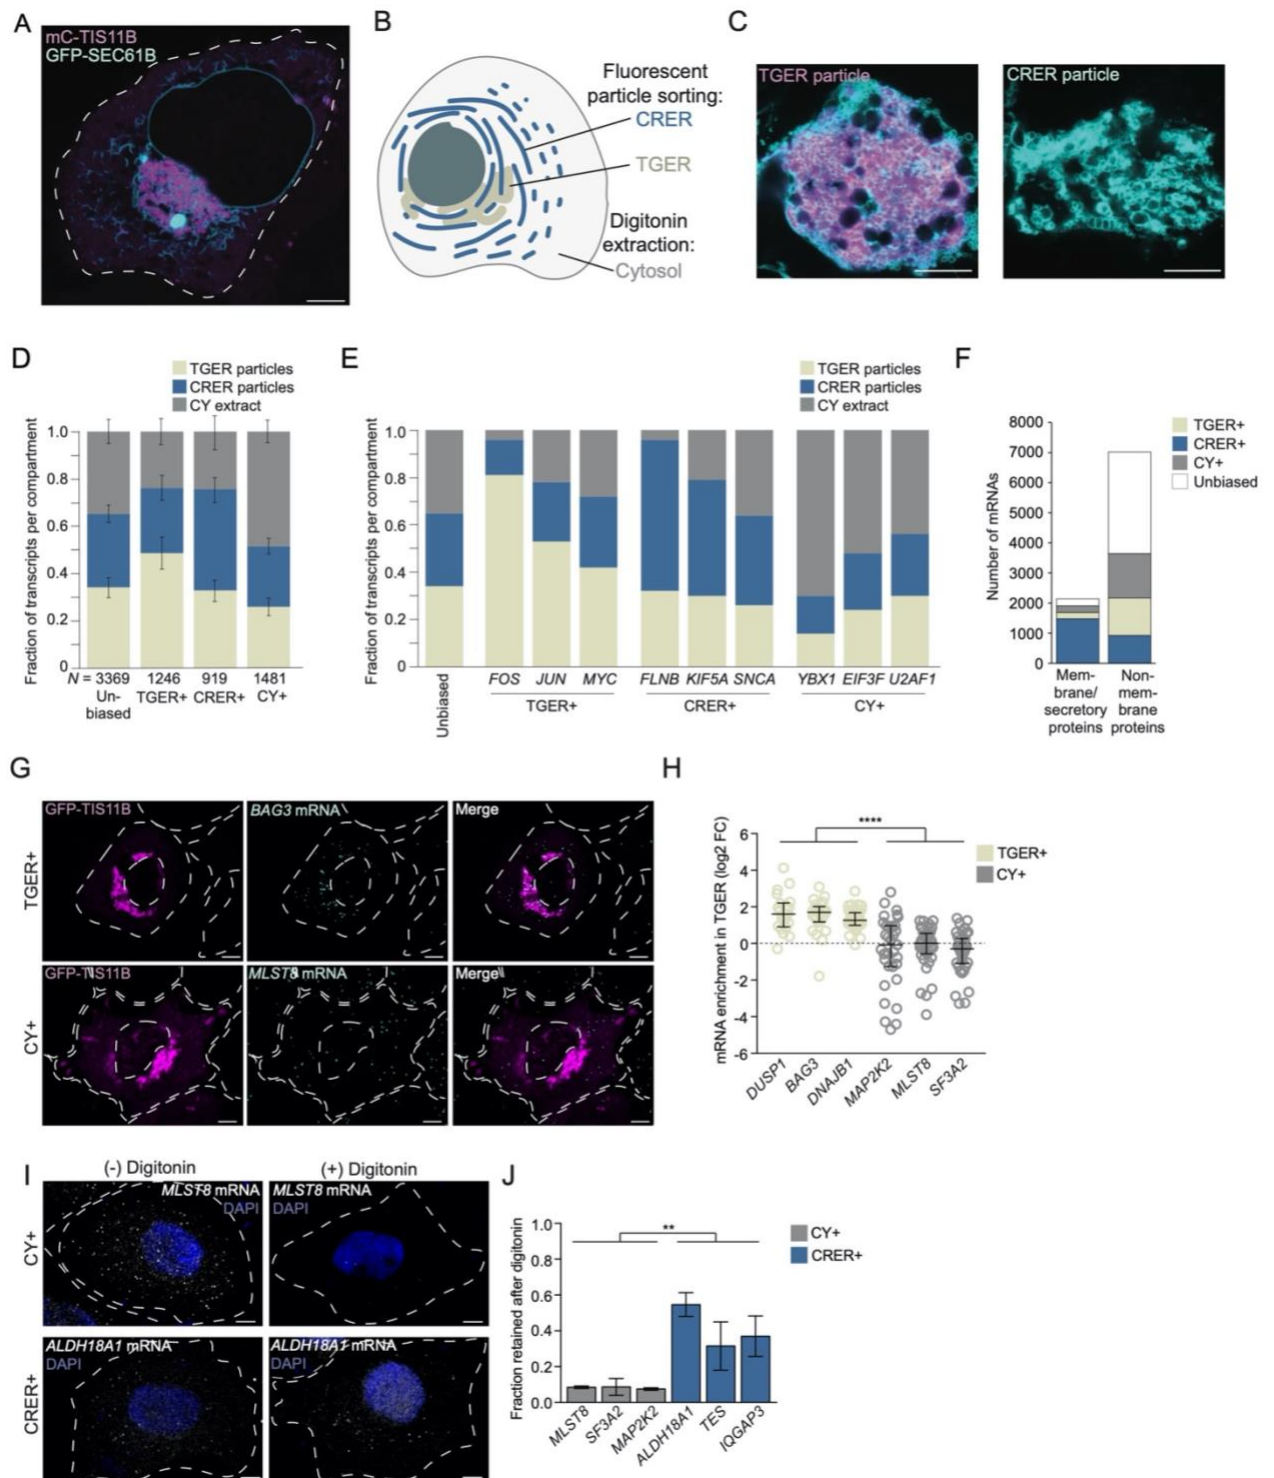 A
mC-TIS11B
GFP-SEC61B
B
Fluorescent
particle sorting:
CRER
TGER
Digitonin
extraction:
Cytosol
C
TGER particle
CRER particle
D
TGER particles
CRER particles
CY extract
Fraction of transcripts per compartment
1.0
0.8
0.6
0.4
0.2
0
N = 3369 1246 919 1481
Un-
biased
TGER+ CRER+ CY+
E
TGER particles
CRER particles
CY extract
Fraction of transcripts per compartment
1.0
0.8
0.6
0.4
0.2
0
Unbiased
FOS JUN MYC FLNB KIF5A SNCA YBX1 EIF3F U2AF1
TGER+ CRER+ CY+
F
TGER+
CRER+
CY+
Unbiased
Number of mRNAs
8000
7000
6000
5000
4000
3000
2000
1000
0
Mem-
brane/
secretory
proteins
Non-
mem-
brane
proteins
G
TGER+
GFP-TIS11B
BAG3 mRNA
Merge
CY+
GFP-TIS11B
MLST8 mRNA
Merge
H
mRNA enrichment in TGER (log2 FC)
****
TGER+
CY+
6
4
2
0
-2
-4
-6
DUSP1
BAG3
DNAJB1
MAP2K2
MLST8
SF3A2
I
(-) Digitonin (+) Digitonin
CY+
MLST8 mRNA
DAPI
MLST8 mRNA
DAPI
CRER+
ALDH18A1 mRNA
DAPI
ALDH18A1 mRNA
DAPI
J
Fraction retained after digitonin
**
CY+
CRER+
1.0
0.8
0.6
0.4
0.2
0.0
MLST8
SF3A2
MAP2K2
ALDH18A1
TES
IQGAP3